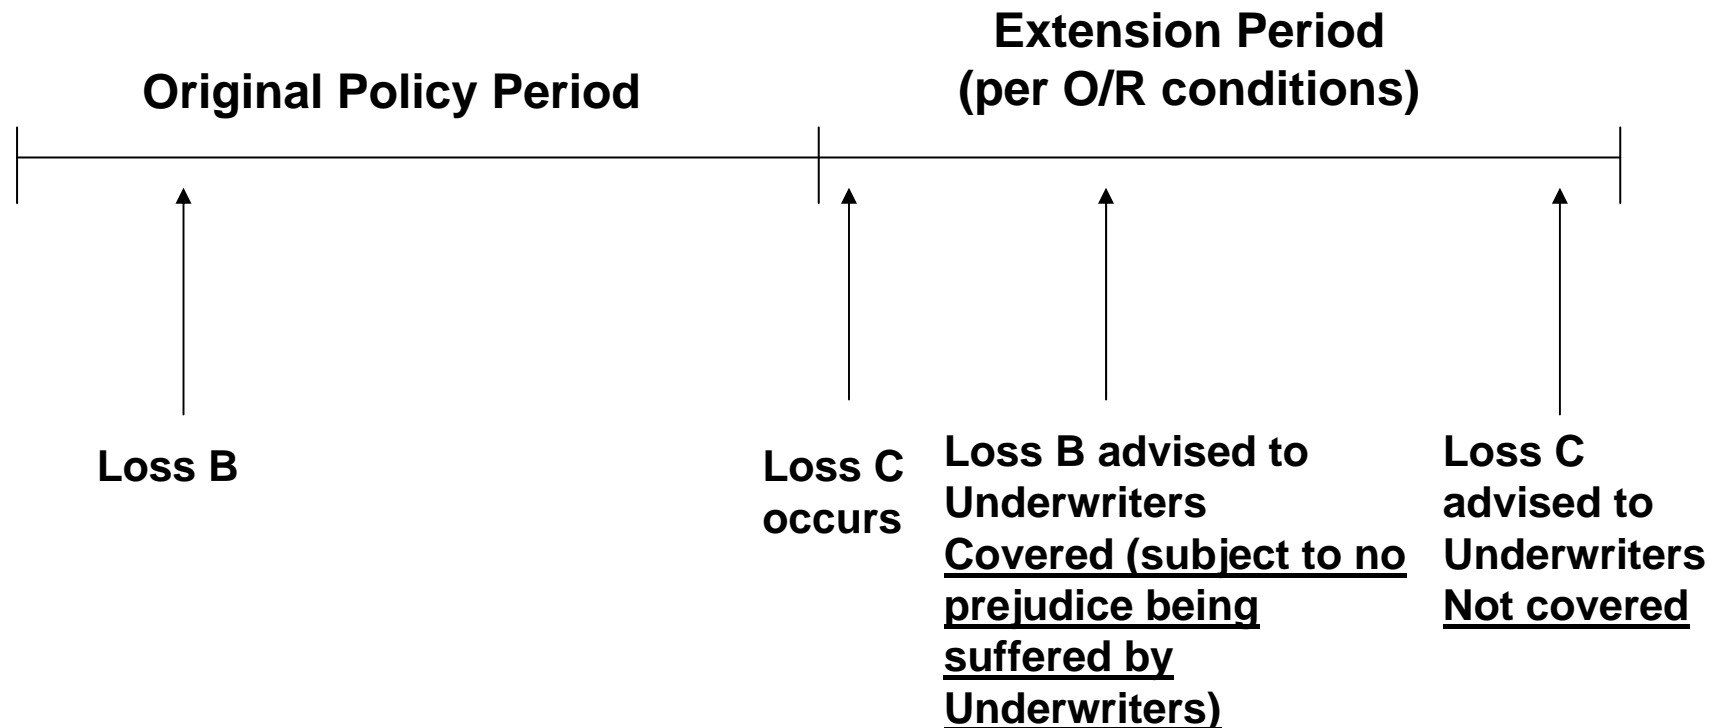 Original Policy Period
Extension Period
(per O/R conditions)
Loss B
Loss C
occurs
Loss B advised to
Underwriters
Covered (subject to no
prejudice being
suffered by
Underwriters)
Loss C
advised to
Underwriters
Not covered